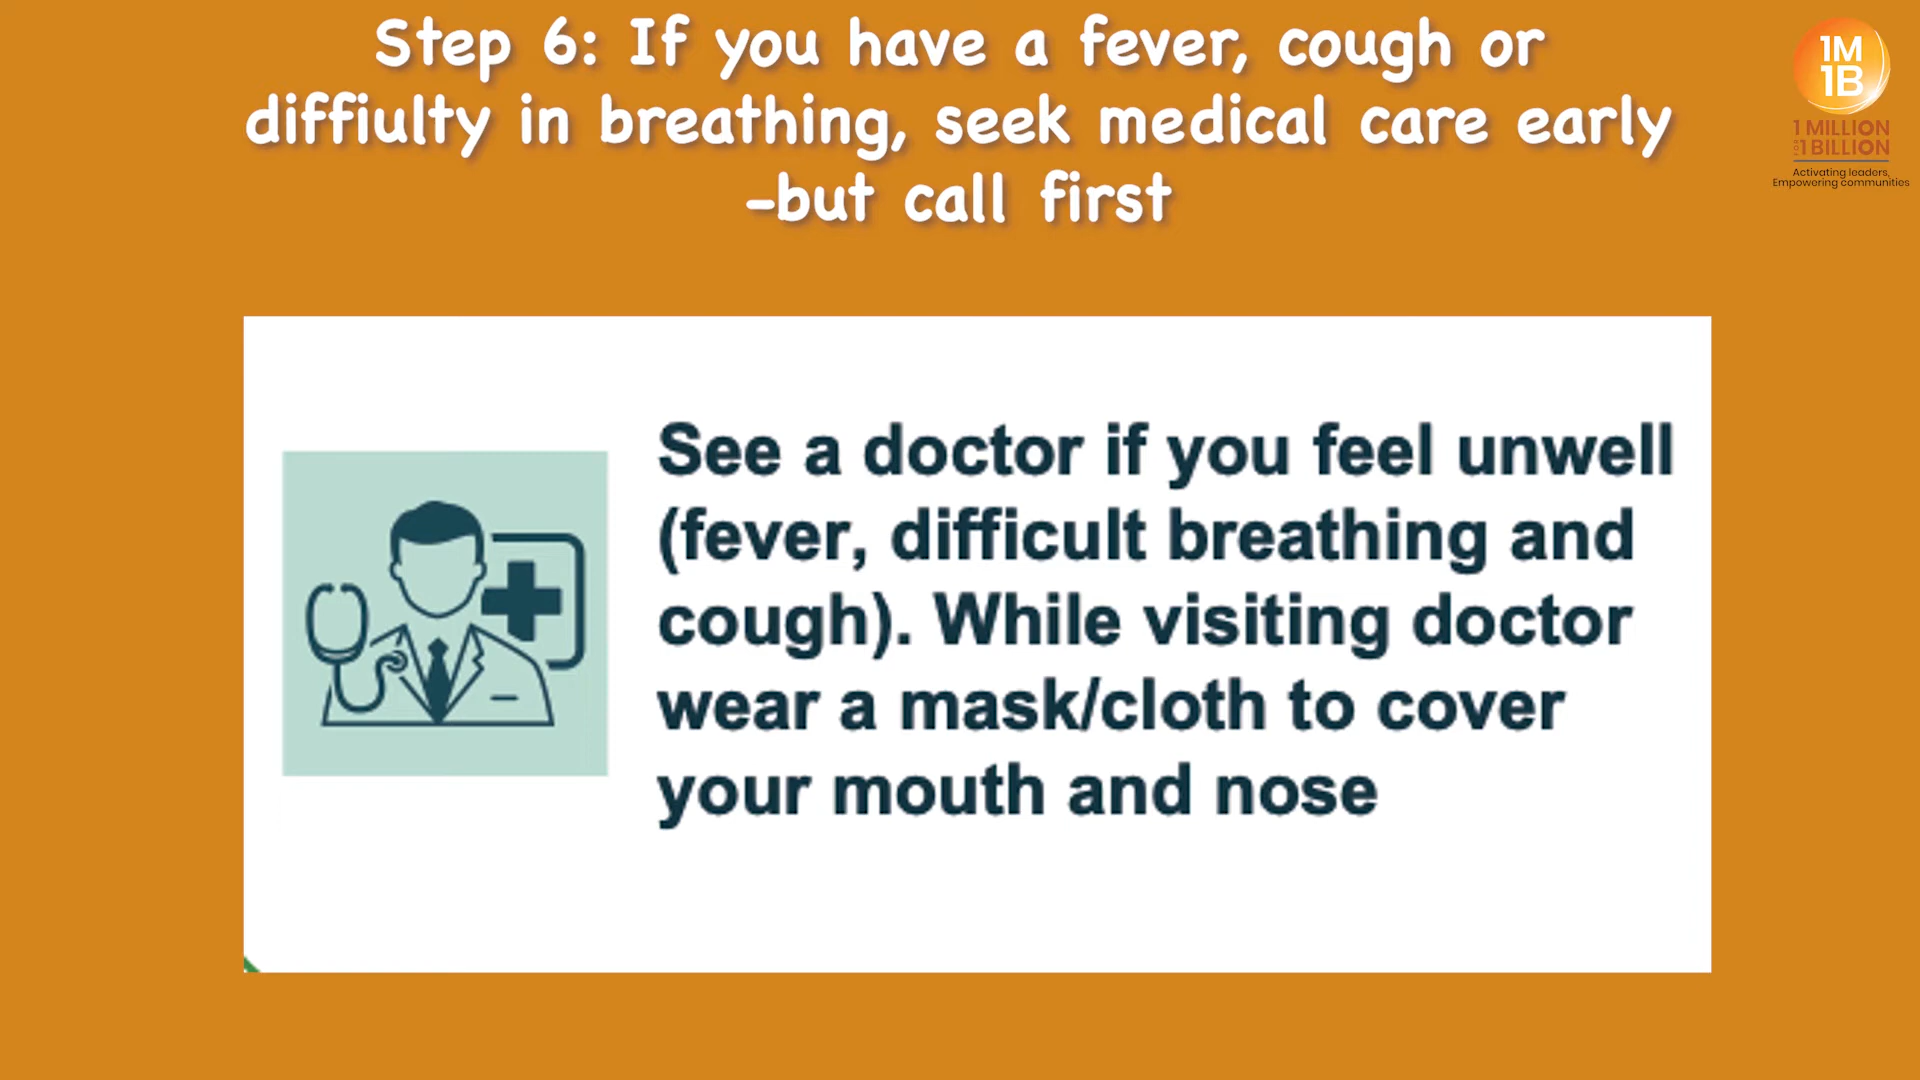 Step 6: If you have a fever, cough or
diffiulty in breathing, seek medical care early
-but call first
1M
1B
1 MILLION
FOR 1 BILLION
Activating leaders,
Empowering communities
See a doctor if you feel unwell
(fever, difficult breathing and
cough). While visiting doctor
wear a mask/cloth to cover
your mouth and nose